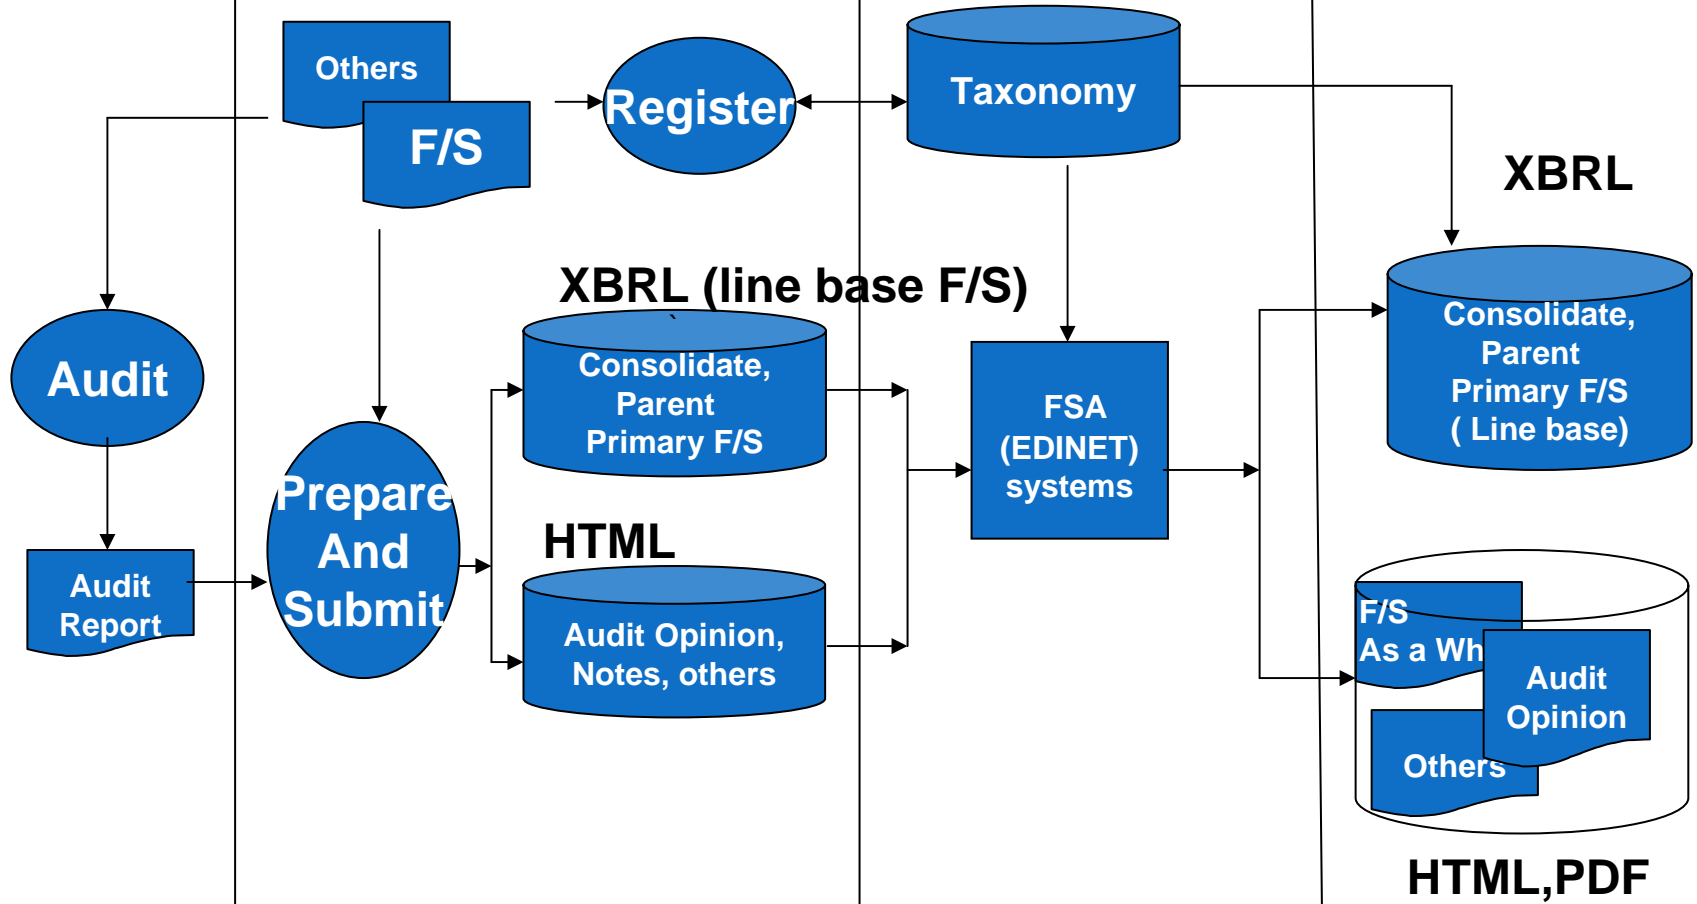 Others
F/S
Register
Taxonomy
XBRL
XBRL (line base F/S)
`
Audit
Consolidate,
Parent
Primary F/S
FSA
(EDINET)
systems
Consolidate,
Parent
Primary F/S
( Line base)
Prepare
And
Submit
HTML
Audit
Report
Audit Opinion,
Notes, others
F/S
As a Wh
Audit
Opinion
Others
HTML,PDF